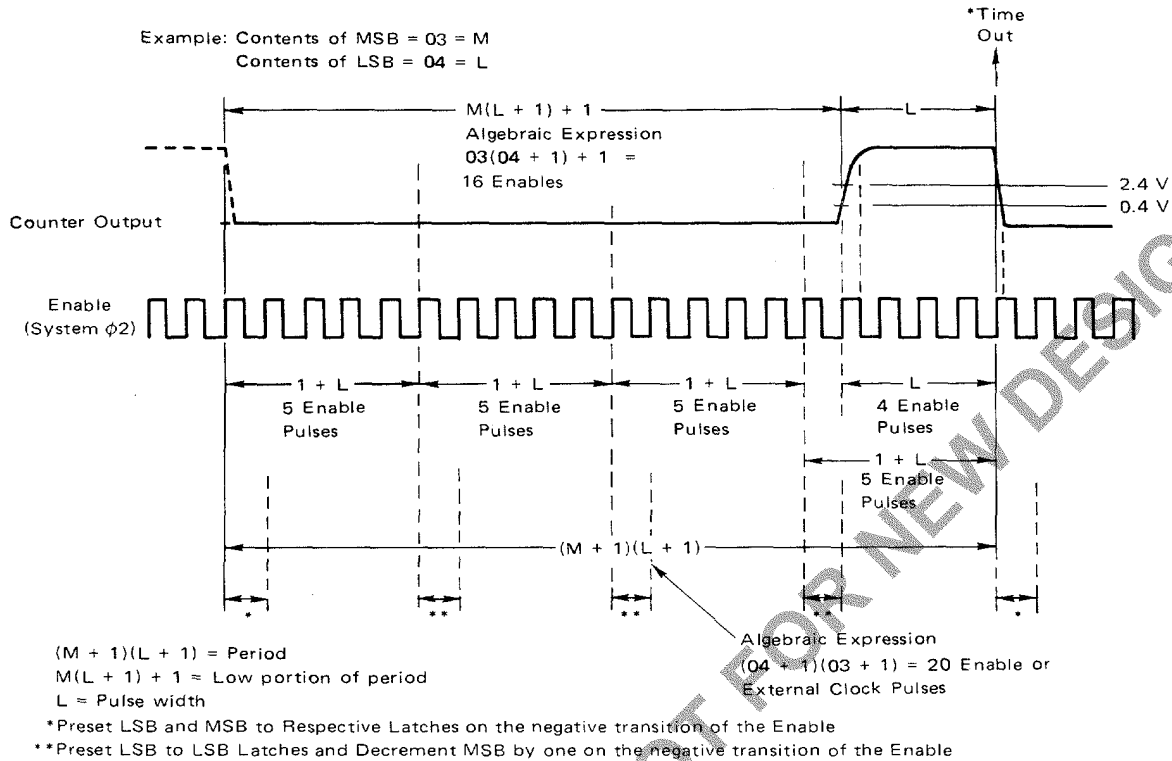 *Time
Out
Example: Contents of MSB = 03 = M
Contents of LSB = 04 = L
M(L + 1) + 1
L
Algebraic Expression
03(04 + 1) + 1 =
16 Enables
2.4 V
0.4 V
Counter Output
Enable
(System ϕ2)
1 + L
5 Enable
Pulses
1 + L
5 Enable
Pulses
1 + L
5 Enable
Pulses
L
4 Enable
Pulses
1 + L
5 Enable
Pulses
(M + 1)(L + 1)
*
**
**
**
*
Algebraic Expression
(04 + 1)(03 + 1) = 20 Enable or
External Clock Pulses
(M + 1)(L + 1) = Period
M(L + 1) + 1 = Low portion of period
L = Pulse width
*Preset LSB and MSB to Respective Latches on the negative transition of the Enable
**Preset LSB to LSB Latches and Decrement MSB by one on the negative transition of the Enable
FOR NEW DESIG